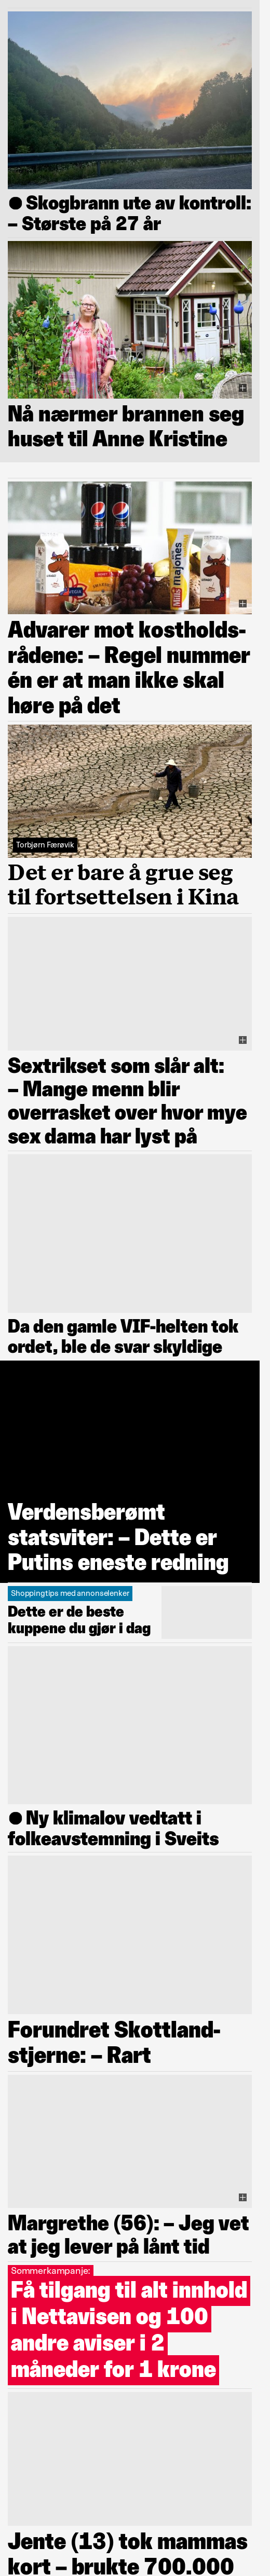 ● Skogbrann ute av kontroll:
– Største på 27 år
Nå nærmer brannen seg
huset til Anne Kristine
Mills majones
pepsi
MAX
Advarer mot kostholds-
rådene: – Regel nummer
én er at man ikke skal
høre på det
Torbjørn Færøvik
Det er bare å grue seg
til fortsettelsen i Kina
Sextrikset som slår alt:
– Mange menn blir
overrasket over hvor mye
sex dama har lyst på
Da den gamle VIF-helten tok
ordet, ble de svar skyldige
Verdensberømt
statsviter: – Dette er
Putins eneste redning
Shoppingtips med annonselenker
Dette er de beste
kuppene du gjør i dag
● Ny klimalov vedtatt i
folkeavstemning i Sveits
Forundret Skottland-
stjerne: – Rart
Margrethe (56): – Jeg vet
at jeg lever på lånt tid
Sommerkampanje:
Få tilgang til alt innhold
i Nettavisen og 100
andre aviser i 2
måneder for 1 krone
Jente (13) tok mammas
kort – brukte 700.000